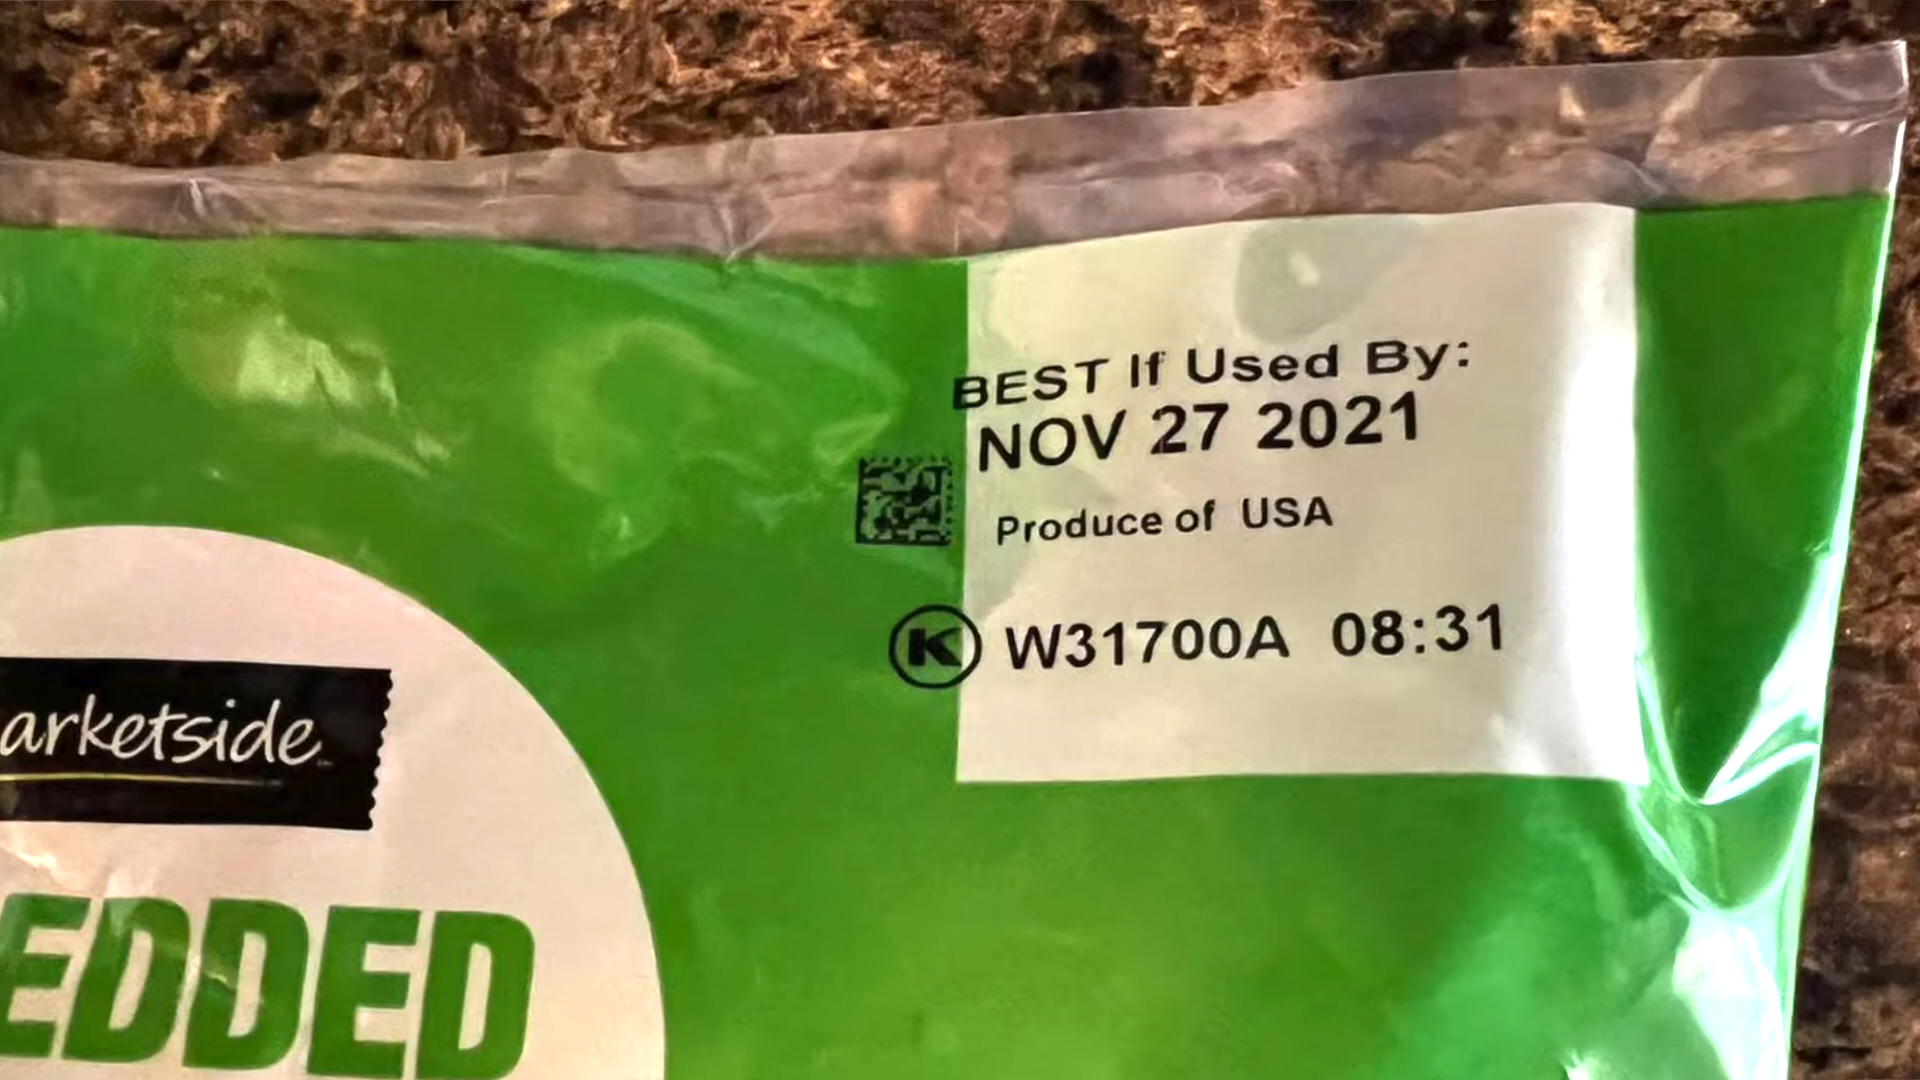 BEST If Used By:
NOV 27 2021
Produce of USA
K W31700A 08:31
arketside
EDDED